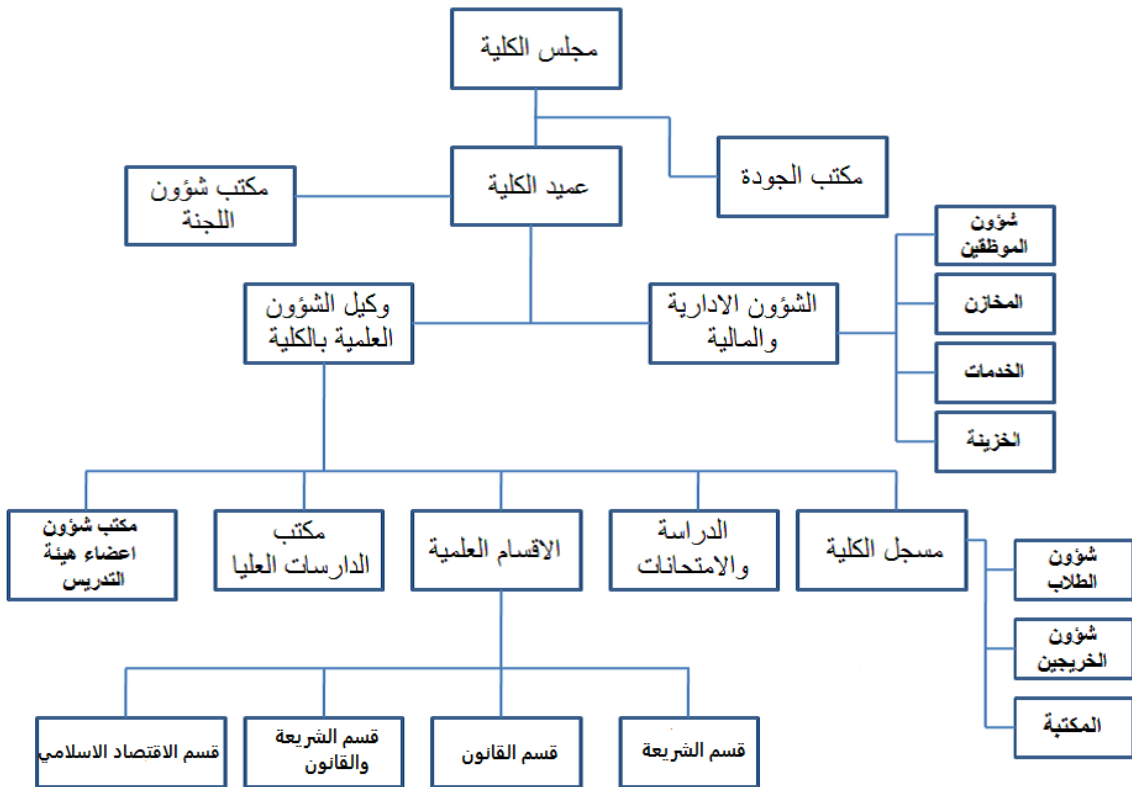 مجلس الكلية
مكتب الجودة
عميد الكلية
مكتب شؤون
اللجنة
شؤون
الموظفين
المخازن
الخدمات
الخزينة
الشؤون الادارية
والمالية
وكيل الشؤون
العلمية بالكلية
مسجل الكلية
الدراسة
والامتحانات
الاقسام العلمية
مكتب
الدارسات العليا
مكتب شؤون
اعضاء هيئة
التدريس
شؤون
الطلاب
شؤون
الخريجين
المكتبة
قسم الشريعة
قسم القانون
قسم الشريعة
والقانون
قسم الاقتصاد الاسلامي